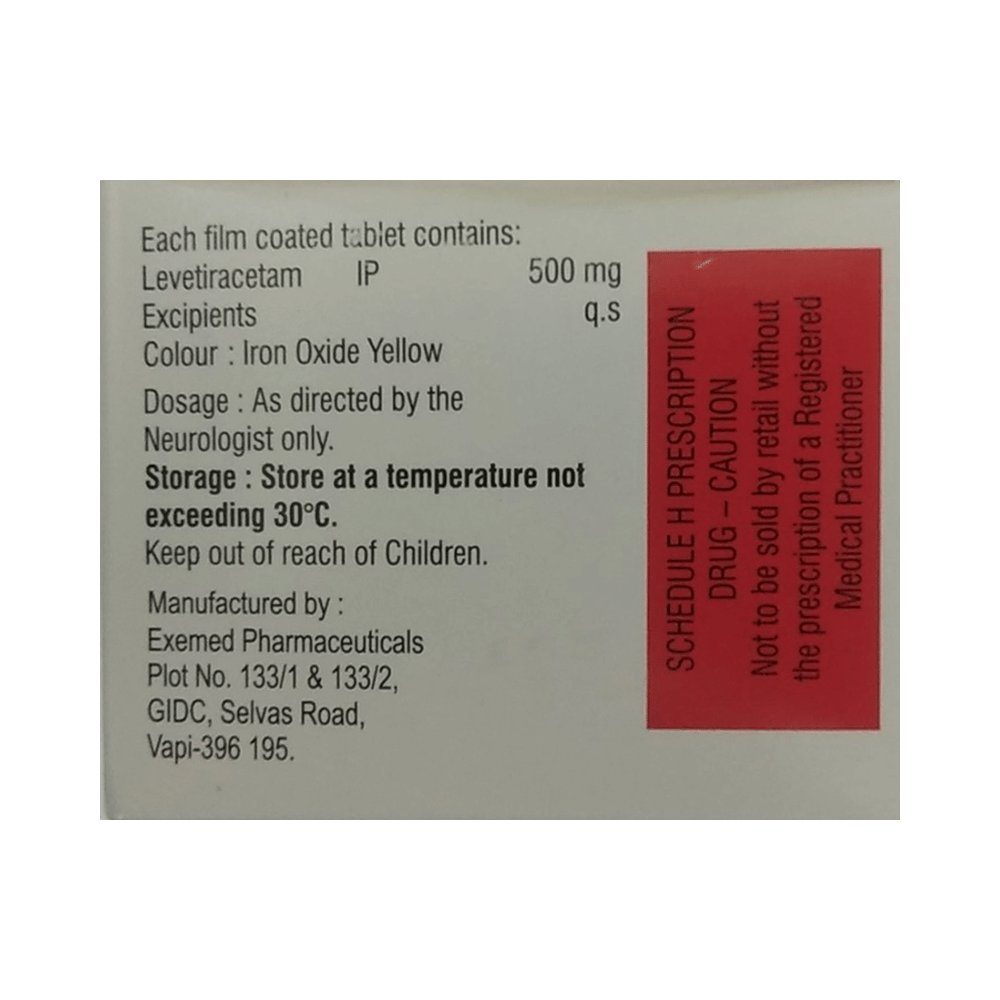 Each film coated tablet contains:
Levetiracetam IP 500 mg
Excipients q.s
Colour : Iron Oxide Yellow
Dosage : As directed by the
Neurologist only.
Storage : Store at a temperature not
exceeding 30°C.
Keep out of reach of Children.
Manufactured by :
Exemed Pharmaceuticals
Plot No. 133/1 & 133/2,
GIDC, Selvas Road,
Vapi-396 195.
SCHEDULE H PRESCRIPTION
DRUG – CAUTION
Not to be sold by retail without
the prescription of a Registered
Medical Practitioner